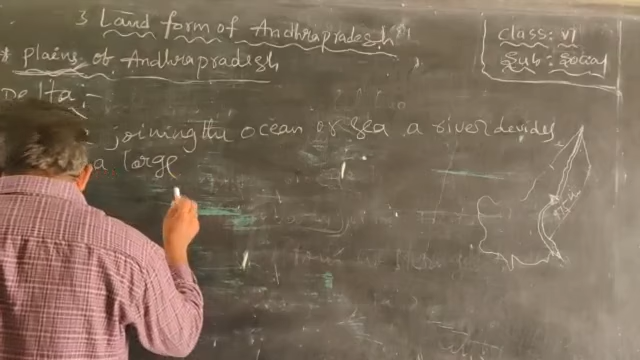 3 Land form of Andhrapradesh
* Plains of Andhrapradesh
Delta:-
joining the ocean or sea a river devides
a large
Class: VI
Sub: Social